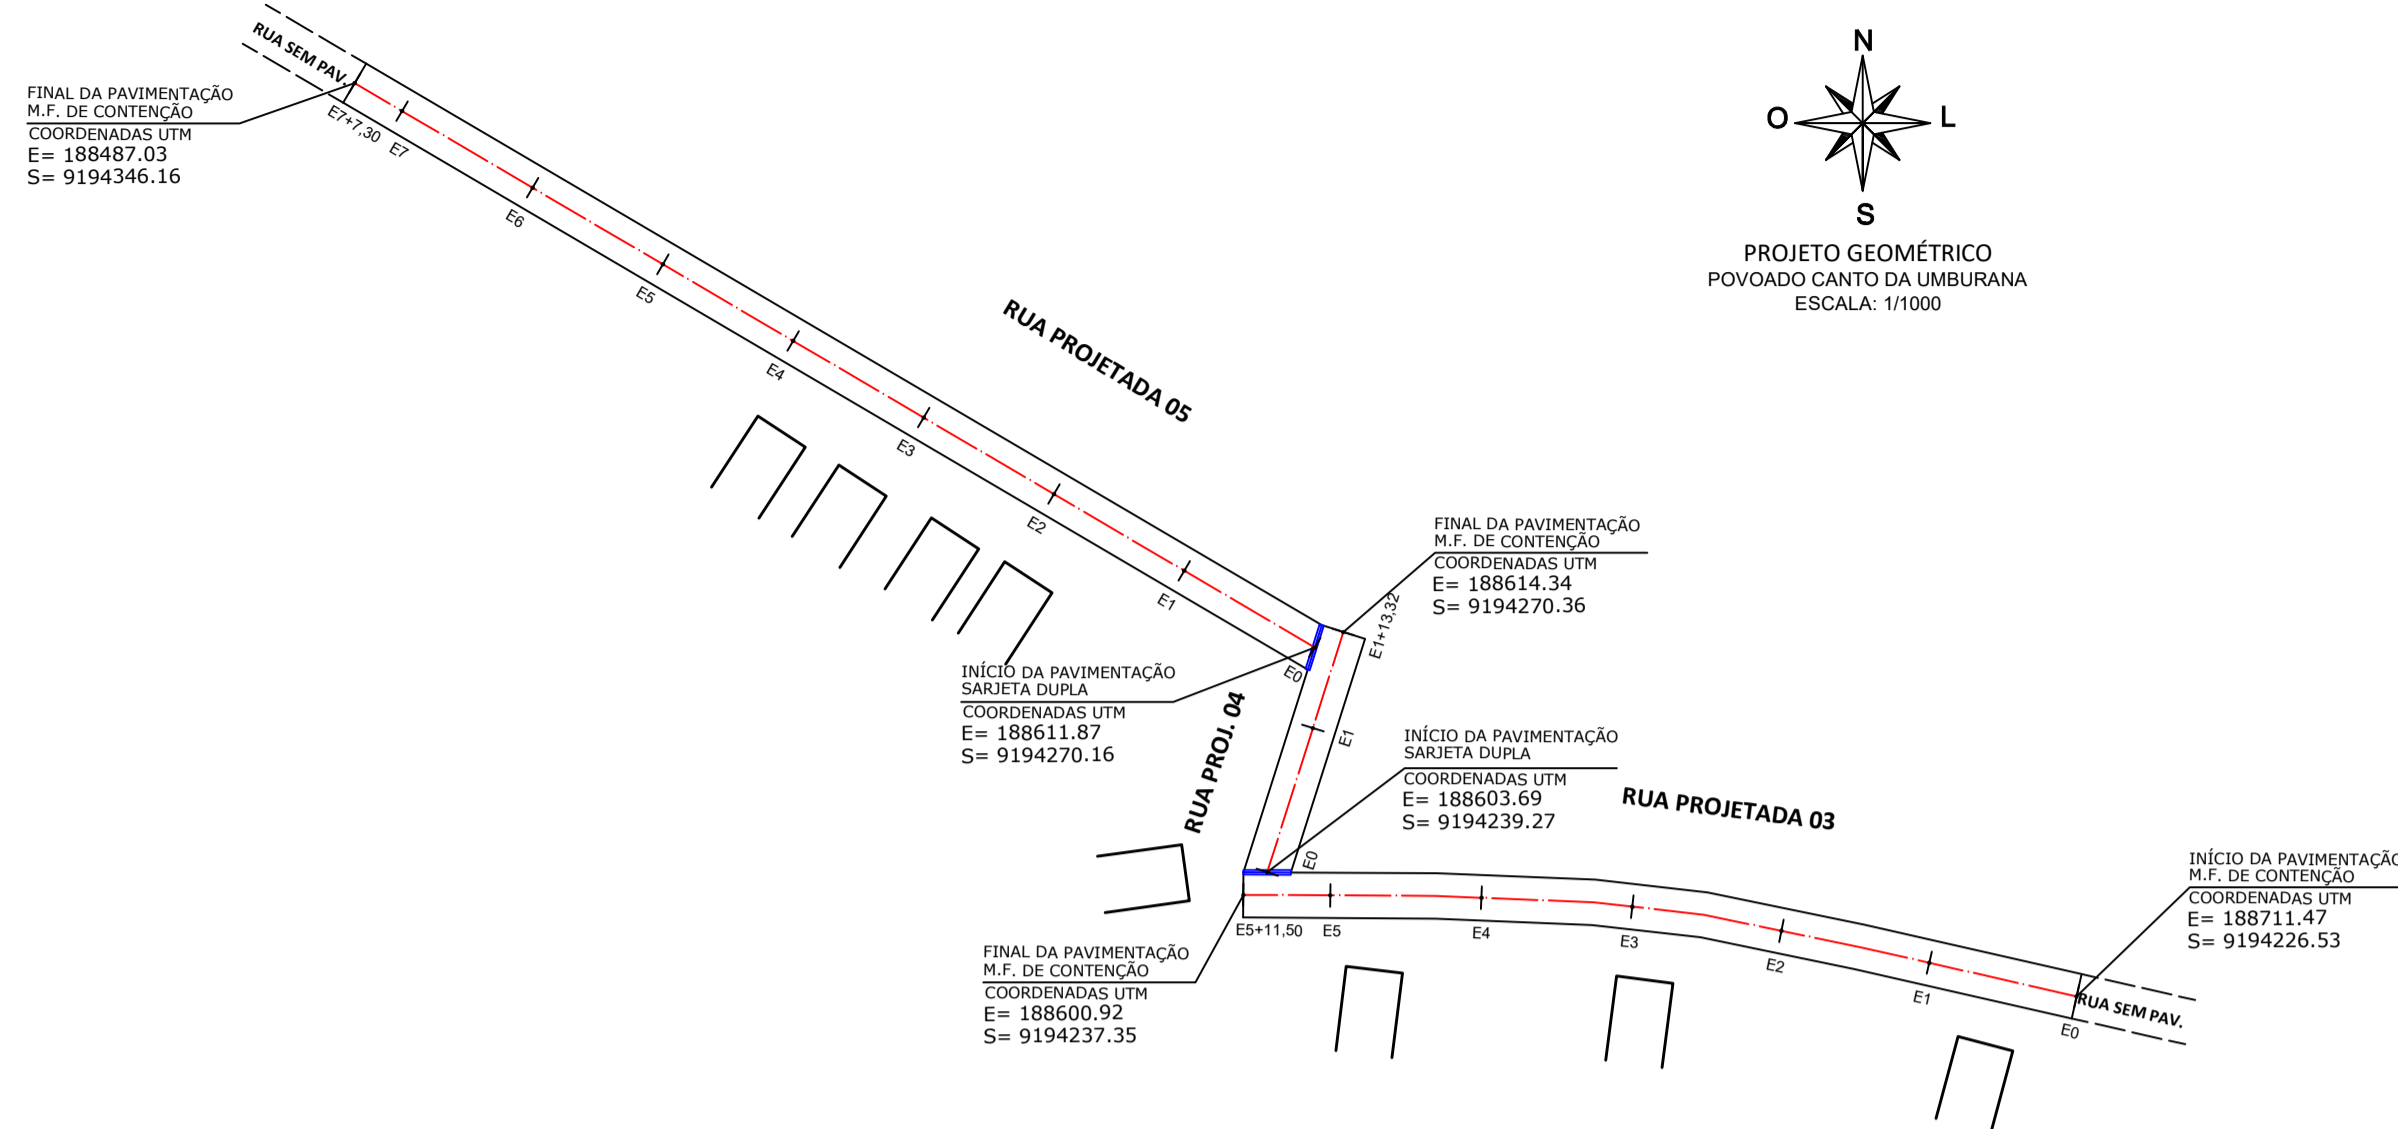 RUA SEM PAV.
FINAL DA PAVIMENTAÇÃO
M.F. DE CONTENÇÃO
COORDENADAS UTM
E= 188487.03
S= 9194346.16
E7+7,30
E7
E6
E5
E4
E3
E2
E1
E0
RUA PROJETADA 05
N
O
L
S
PROJETO GEOMÉTRICO
POVOADO CANTO DA UMBURANA
ESCALA: 1/1000
FINAL DA PAVIMENTAÇÃO
M.F. DE CONTENÇÃO
COORDENADAS UTM
E= 188614.34
S= 9194270.36
E1+13,32
E1
E0
INÍCIO DA PAVIMENTAÇÃO
SARJETA DUPLA
COORDENADAS UTM
E= 188611.87
S= 9194270.16
RUA PROJ. 04
INÍCIO DA PAVIMENTAÇÃO
SARJETA DUPLA
COORDENADAS UTM
E= 188603.69
S= 9194239.27
RUA PROJETADA 03
INÍCIO DA PAVIMENTAÇÃO
M.F. DE CONTENÇÃO
COORDENADAS UTM
E= 188711.47
S= 9194226.53
E5+11,50
E5
E4
E3
E2
E1
E0
RUA SEM PAV.
FINAL DA PAVIMENTAÇÃO
M.F. DE CONTENÇÃO
COORDENADAS UTM
E= 188600.92
S= 9194237.35